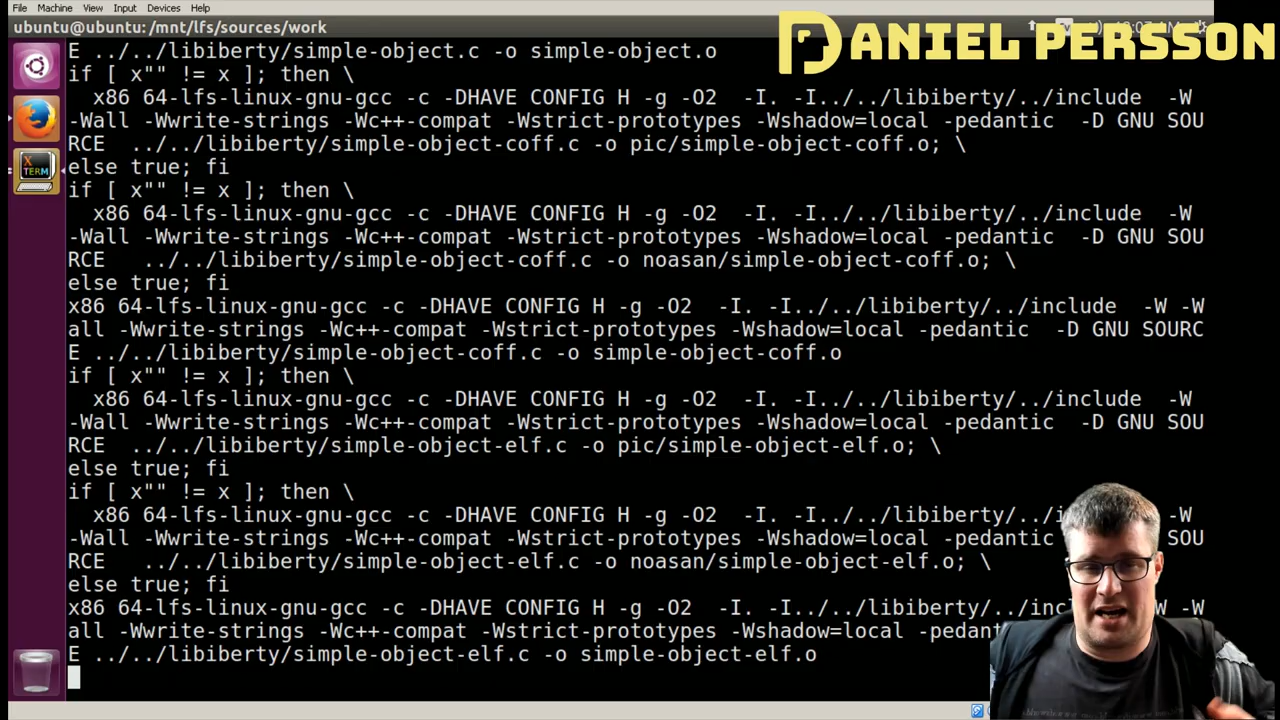 File Machine View Input Devices Help
ubuntu@ubuntu: /mnt/lfs/sources/work
DANIEL PERSSON
E ../../libiberty/simple-object.c -o simple-object.o
if [ x"" != x ]; then \
x86 64-lfs-linux-gnu-gcc -c -DHAVE CONFIG H -g -O2 -I. -I../../libiberty/../include -W
-Wall -Wwrite-strings -Wc++-compat -Wstrict-prototypes -Wshadow=local -pedantic -D GNU SOU
RCE ../../libiberty/simple-object-coff.c -o pic/simple-object-coff.o; \
else true; fi
if [ x"" != x ]; then \
x86 64-lfs-linux-gnu-gcc -c -DHAVE CONFIG H -g -O2 -I. -I../../libiberty/../include -W
-Wall -Wwrite-strings -Wc++-compat -Wstrict-prototypes -Wshadow=local -pedantic -D GNU SOU
RCE ../../libiberty/simple-object-coff.c -o noasan/simple-object-coff.o; \
else true; fi
x86 64-lfs-linux-gnu-gcc -c -DHAVE CONFIG H -g -O2 -I. -I../../libiberty/../include -W -W
all -Wwrite-strings -Wc++-compat -Wstrict-prototypes -Wshadow=local -pedantic -D GNU SOURC
E ../../libiberty/simple-object-coff.c -o simple-object-coff.o
if [ x"" != x ]; then \
x86 64-lfs-linux-gnu-gcc -c -DHAVE CONFIG H -g -O2 -I. -I../../libiberty/../include -W
-Wall -Wwrite-strings -Wc++-compat -Wstrict-prototypes -Wshadow=local -pedantic -D GNU SOU
RCE ../../libiberty/simple-object-elf.c -o pic/simple-object-elf.o; \
else true; fi
if [ x"" != x ]; then \
x86 64-lfs-linux-gnu-gcc -c -DHAVE CONFIG H -g -O2 -I. -I../../libiberty/../ -W
-Wall -Wwrite-strings -Wc++-compat -Wstrict-prototypes -Wshadow=local -pedantic SOU
RCE ../../libiberty/simple-object-elf.c -o noasan/simple-object-elf.o; \
else true; fi
x86 64-lfs-linux-gnu-gcc -c -DHAVE CONFIG H -g -O2 -I. -I../../libiberty/../inc W -W
all -Wwrite-strings -Wc++-compat -Wstrict-prototypes -Wshadow=local -pedan
E ../../libiberty/simple-object-elf.c -o simple-object-elf.o
XTERM